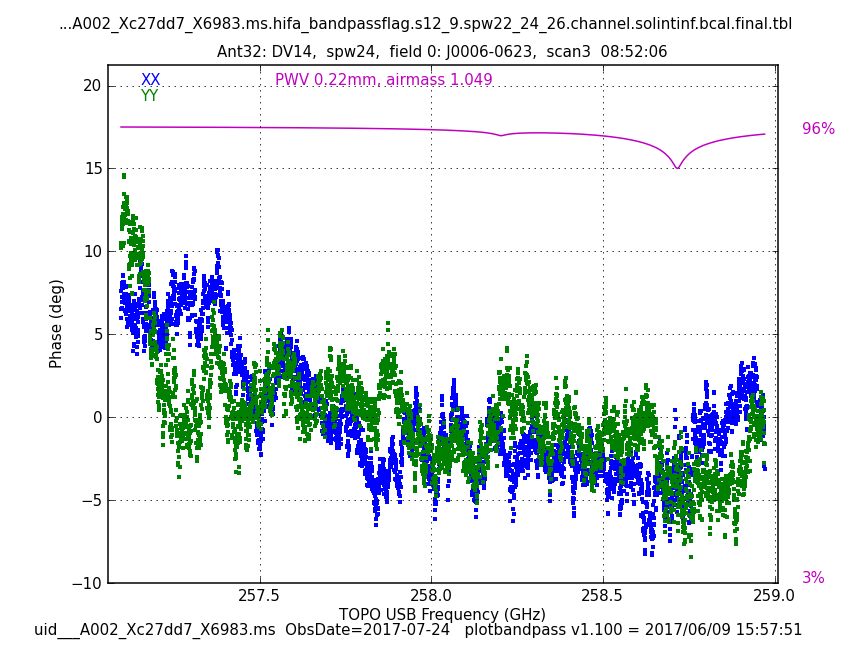 ...A002_Xc27dd7_X6983.ms.hifa_bandpassflag.s12_9.spw22_24_26.channel.solintinf.bcal.final.tbl
Ant32: DV14, spw24, field 0: J0006-0623, scan3 08:52:06
XX
PWV 0.22mm, airmass 1.049
YY
96%
3%
20
15
10
5
0
−5
−10
Phase (deg)
257.5
258.0
258.5
259.0
TOPO USB Frequency (GHz)
uid___A002_Xc27dd7_X6983.ms ObsDate=2017-07-24 plotbandpass v1.100 = 2017/06/09 15:57:51